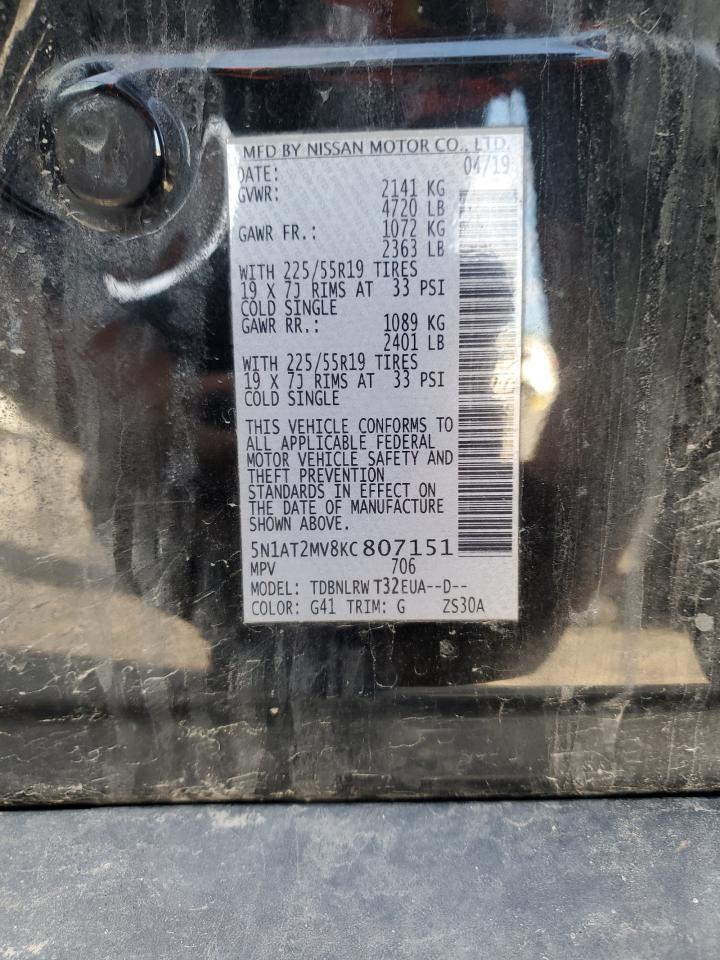 MFD BY NISSAN MOTOR CO., LTD.
DATE: 04/19
GVWR: 2141 KG
4720 LB
GAWR FR.: 1072 KG
2363 LB
WITH 225/55R19 TIRES
19 X 7J RIMS AT 33 PSI
COLD SINGLE
GAWR RR.: 1089 KG
2401 LB
WITH 225/55R19 TIRES
19 X 7J RIMS AT 33 PSI
COLD SINGLE
THIS VEHICLE CONFORMS TO
ALL APPLICABLE FEDERAL
MOTOR VEHICLE SAFETY AND
THEFT PREVENTION
STANDARDS IN EFFECT ON
THE DATE OF MANUFACTURE
SHOWN ABOVE.
5N1AT2MV8KC807151
MPV 706
MODEL: TDBNLRW T32EUA--D--
COLOR: G41 TRIM: G ZS30A